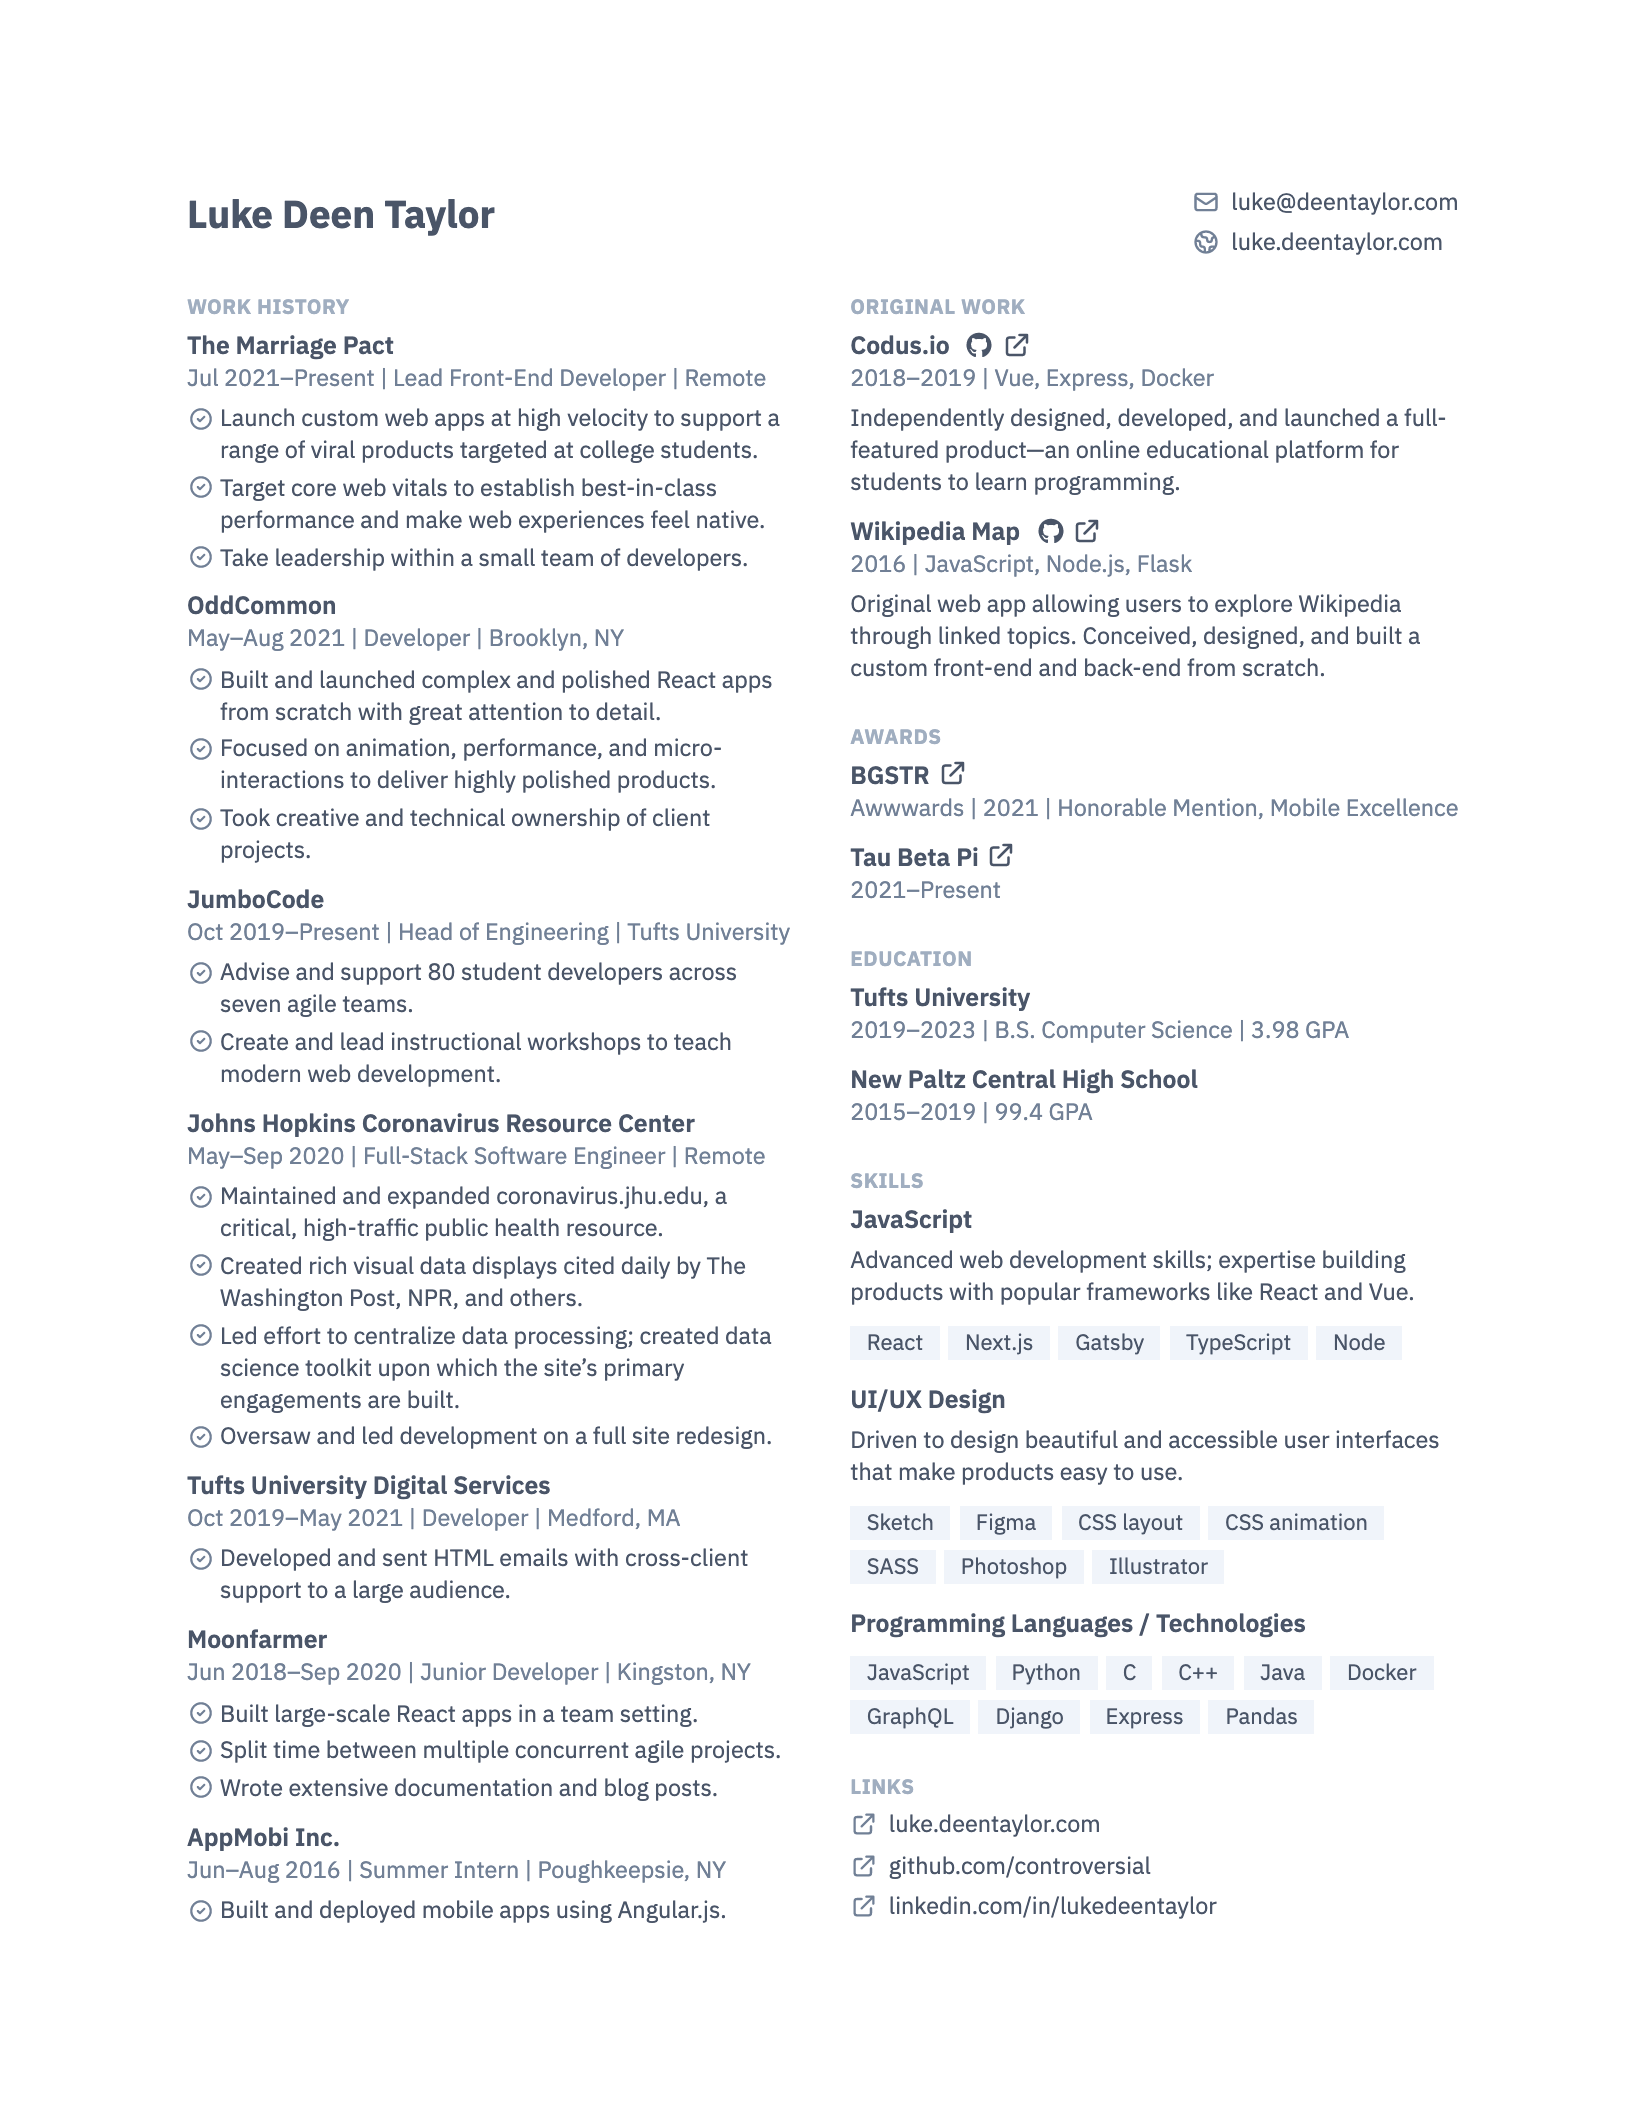 Luke Deen Taylor
luke@deentaylor.com
luke.deentaylor.com
WORK HISTORY
The Marriage Pact
Jul 2021–Present | Lead Front-End Developer | Remote
Launch custom web apps at high velocity to support a
range of viral products targeted at college students.
Target core web vitals to establish best-in-class
performance and make web experiences feel native.
Take leadership within a small team of developers.
OddCommon
May–Aug 2021 | Developer | Brooklyn, NY
Built and launched complex and polished React apps
from scratch with great attention to detail.
Focused on animation, performance, and micro-
interactions to deliver highly polished products.
Took creative and technical ownership of client
projects.
JumboCode
Oct 2019–Present | Head of Engineering | Tufts University
Advise and support 80 student developers across
seven agile teams.
Create and lead instructional workshops to teach
modern web development.
Johns Hopkins Coronavirus Resource Center
May–Sep 2020 | Full-Stack Software Engineer | Remote
Maintained and expanded coronavirus.jhu.edu, a
critical, high-traffic public health resource.
Created rich visual data displays cited daily by The
Washington Post, NPR, and others.
Led effort to centralize data processing; created data
science toolkit upon which the site’s primary
engagements are built.
Oversaw and led development on a full site redesign.
Tufts University Digital Services
Oct 2019–May 2021 | Developer | Medford, MA
Developed and sent HTML emails with cross-client
support to a large audience.
Moonfarmer
Jun 2018–Sep 2020 | Junior Developer | Kingston, NY
Built large-scale React apps in a team setting.
Split time between multiple concurrent agile projects.
Wrote extensive documentation and blog posts.
AppMobi Inc.
Jun–Aug 2016 | Summer Intern | Poughkeepsie, NY
Built and deployed mobile apps using Angular.js.
ORIGINAL WORK
Codus.io
2018–2019 | Vue, Express, Docker
Independently designed, developed, and launched a full-
featured product—an online educational platform for
students to learn programming.
Wikipedia Map
2016 | JavaScript, Node.js, Flask
Original web app allowing users to explore Wikipedia
through linked topics. Conceived, designed, and built a
custom front-end and back-end from scratch.
AWARDS
BGSTR
Awwwards | 2021 | Honorable Mention, Mobile Excellence
Tau Beta Pi
2021–Present
EDUCATION
Tufts University
2019–2023 | B.S. Computer Science | 3.98 GPA
New Paltz Central High School
2015–2019 | 99.4 GPA
SKILLS
JavaScript
Advanced web development skills; expertise building
products with popular frameworks like React and Vue.
React Next.js Gatsby TypeScript Node
UI/UX Design
Driven to design beautiful and accessible user interfaces
that make products easy to use.
Sketch Figma CSS layout CSS animation
SASS Photoshop Illustrator
Programming Languages / Technologies
JavaScript Python C C++ Java Docker
GraphQL Django Express Pandas
LINKS
luke.deentaylor.com
github.com/controversial
linkedin.com/in/lukedeentaylor